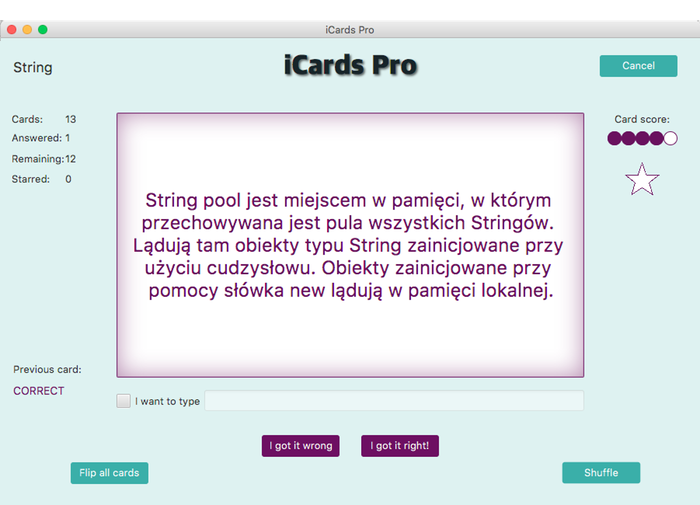 iCards Pro
String
iCards Pro
Cancel
Cards: 13
Answered: 1
Remaining: 12
Starred: 0
Card score:
String pool jest miejscem w pamięci, w którym
przechowywana jest pula wszystkich Stringów.
Lądują tam obiekty typu String zainicjowane przy
użyciu cudzysłowu. Obiekty zainicjowane przy
pomocy słówka new lądują w pamięci lokalnej.
Previous card:
CORRECT
I want to type
I got it wrong
I got it right!
Flip all cards
Shuffle